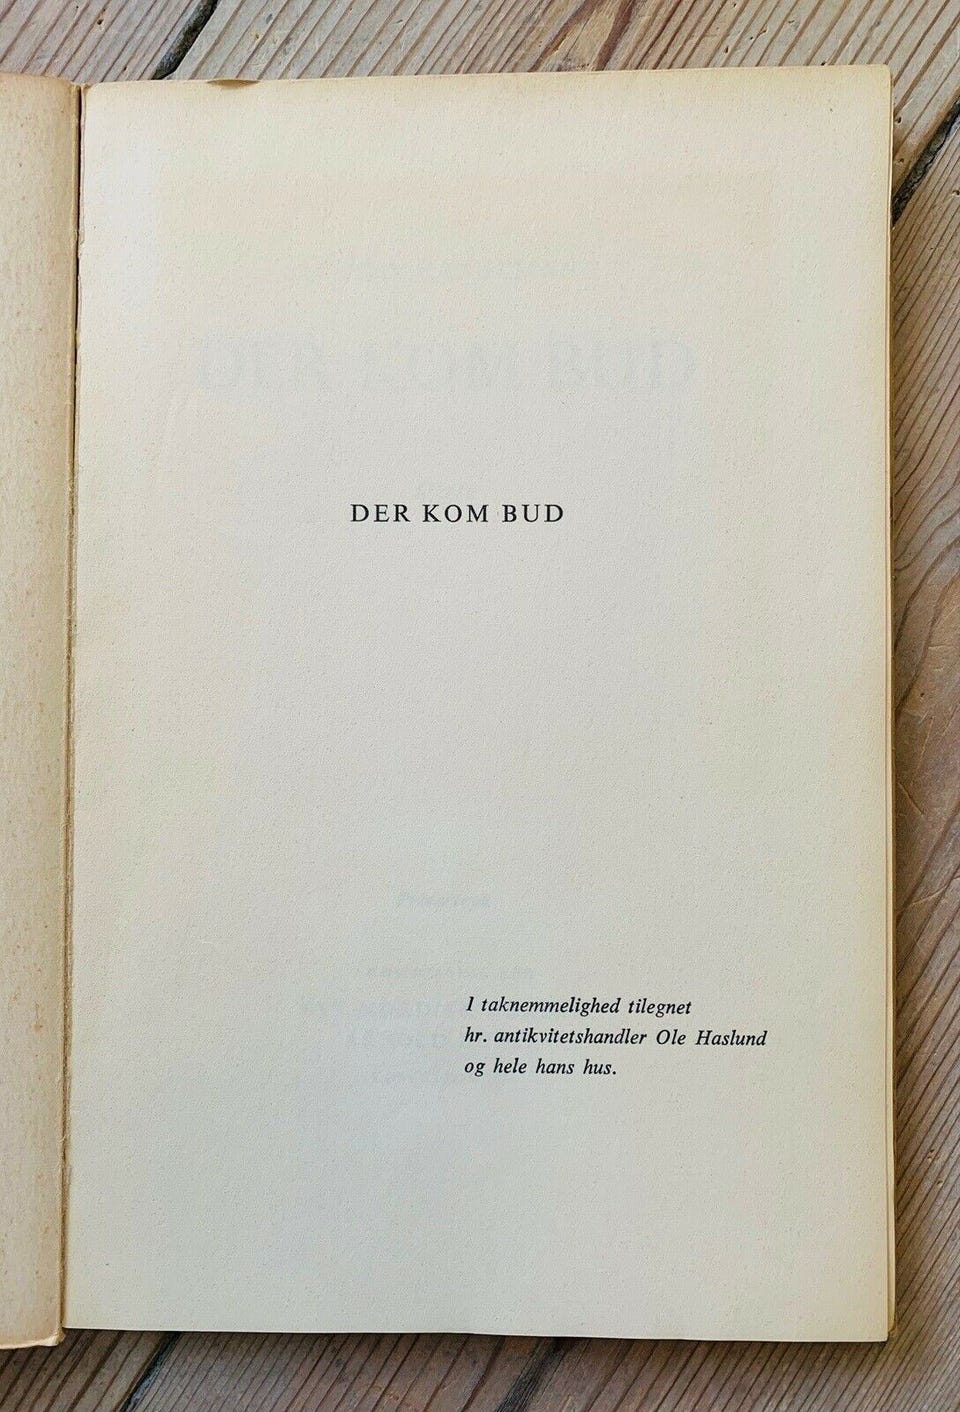 DER KOM BUD
I taknemmelighed tilegnet
hr. antikvitetshandler Ole Haslund
og hele hans hus.